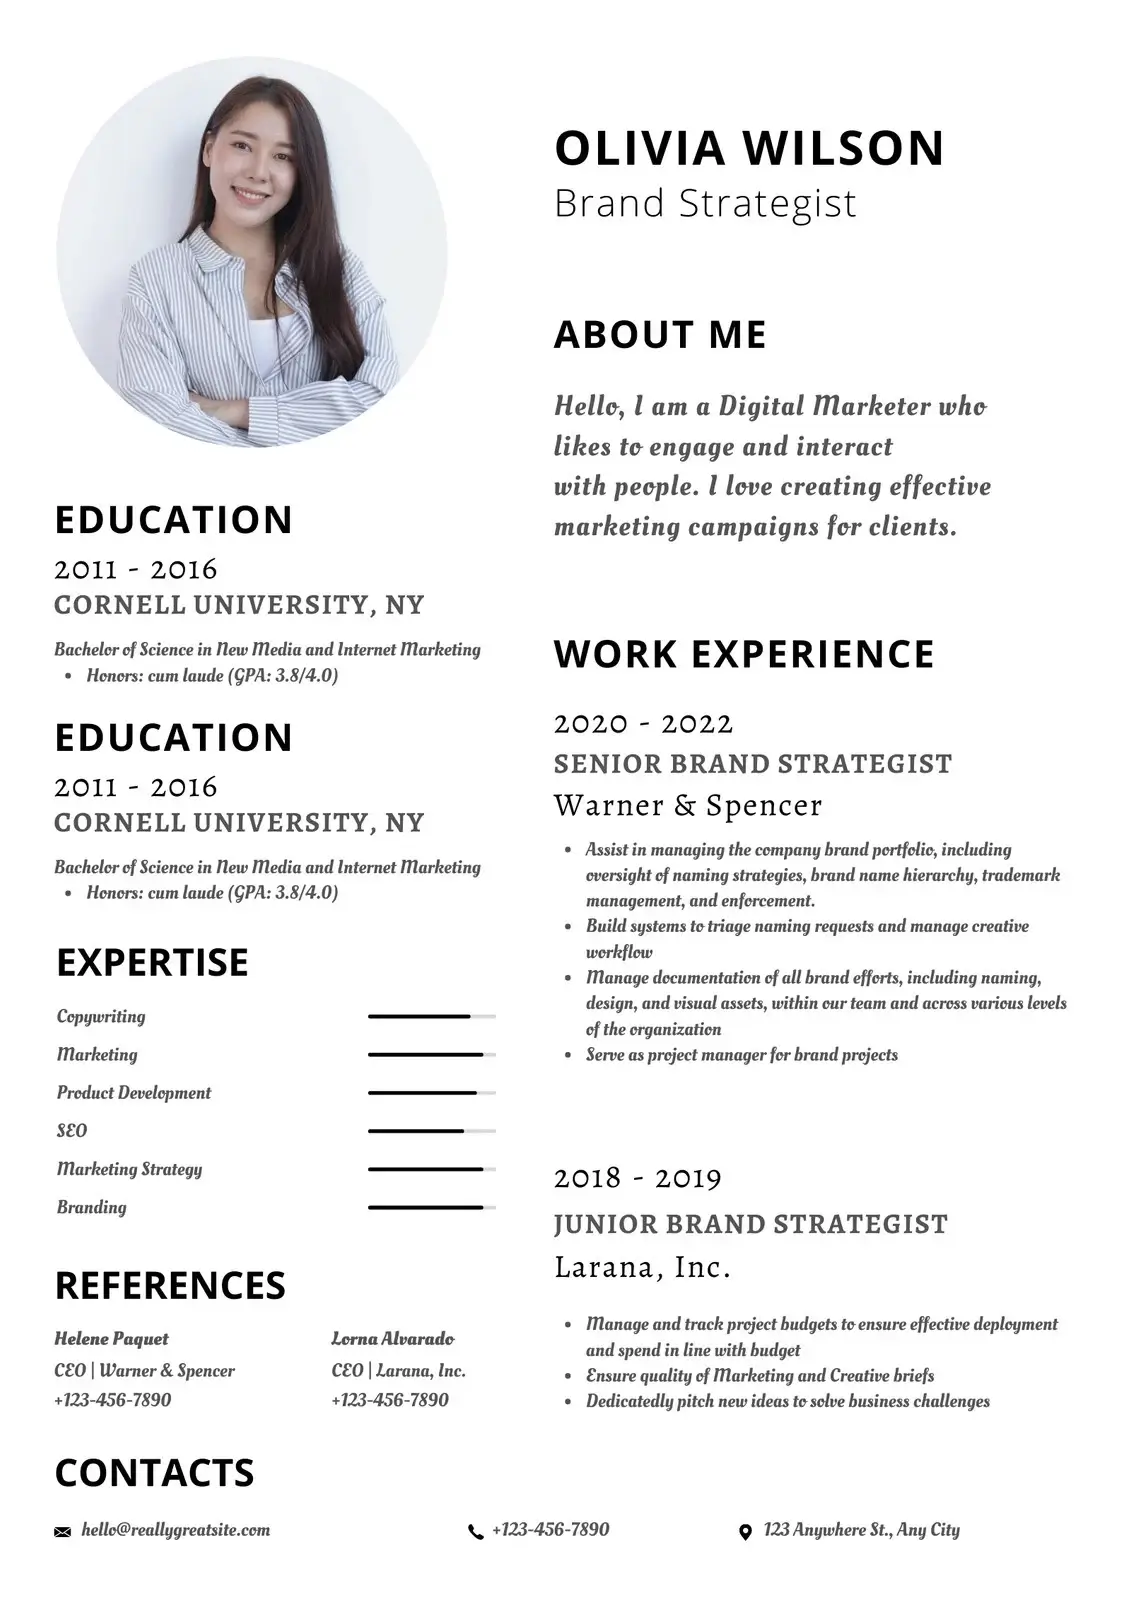 OLIVIA WILSON
Brand Strategist
ABOUT ME
Hello, I am a Digital Marketer who
likes to engage and interact
with people. I love creating effective
marketing campaigns for clients.
EDUCATION
2011 - 2016
CORNELL UNIVERSITY, NY
Bachelor of Science in New Media and Internet Marketing
• Honors: cum laude (GPA: 3.8/4.0)
EDUCATION
2011 - 2016
CORNELL UNIVERSITY, NY
Bachelor of Science in New Media and Internet Marketing
• Honors: cum laude (GPA: 3.8/4.0)
EXPERTISE
Copywriting
Marketing
Product Development
SEO
Marketing Strategy
Branding
REFERENCES
Helene Paquet
CEO | Warner & Spencer
+123-456-7890
Lorna Alvarado
CEO | Larana, Inc.
+123-456-7890
WORK EXPERIENCE
2020 - 2022
SENIOR BRAND STRATEGIST
Warner & Spencer
• Assist in managing the company brand portfolio, including
oversight of naming strategies, brand name hierarchy, trademark
management, and enforcement.
• Build systems to triage naming requests and manage creative
workflow
• Manage documentation of all brand efforts, including naming,
design, and visual assets, within our team and across various levels
of the organization
• Serve as project manager for brand projects
2018 - 2019
JUNIOR BRAND STRATEGIST
Larana, Inc.
• Manage and track project budgets to ensure effective deployment
and spend in line with budget
• Ensure quality of Marketing and Creative briefs
• Dedicatedly pitch new ideas to solve business challenges
CONTACTS
hello@reallygreatsite.com
+123-456-7890
123 Anywhere St., Any City